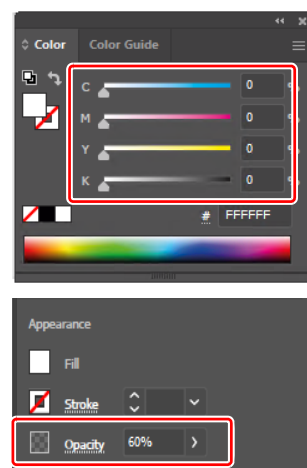 Color Color Guide
C 0 %
M 0 %
Y 0 %
K 0 %
# FFFFFF
Appearance
Fill
Stroke
Opacity 60%